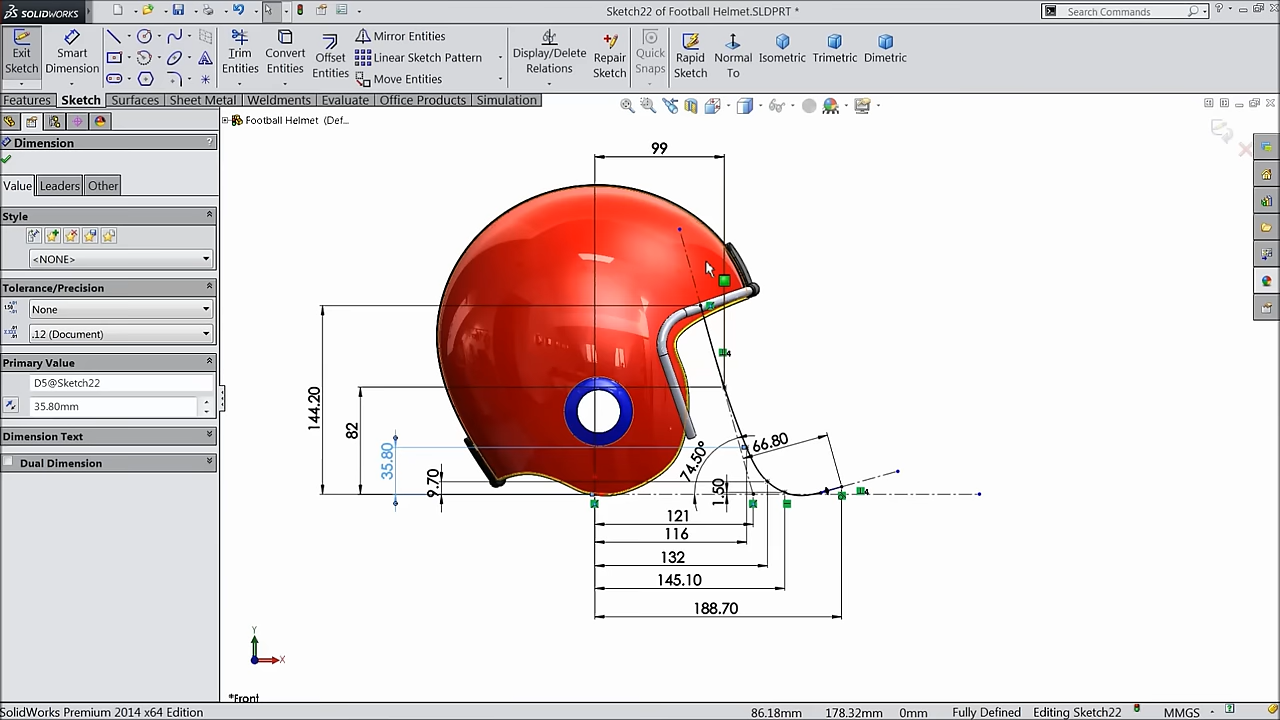 SOLIDWORKS
Sketch22 of Football Helmet.SLDPRT *
Search Commands
Exit Sketch
Smart Dimension
Trim Entities
Convert Entities
Offset Entities
Mirror Entities
Linear Sketch Pattern
Move Entities
Display/Delete Relations
Repair Sketch
Quick Snaps
Rapid Sketch
Normal To
Isometric
Trimetric
Dimetric
Features
Sketch
Surfaces
Sheet Metal
Weldments
Evaluate
Office Products
Simulation
Football Helmet (Def...
Dimension
?
Value
Leaders
Other
Style
<NONE>
Tolerance/Precision
None
.12 (Document)
Primary Value
D5@Sketch22
35.80mm
Dimension Text
Dual Dimension
99
144.20
82
35.80
9.70
74.50°
66.80
1.50
121
116
132
145.10
188.70
4
4
Y
X
*Front
SolidWorks Premium 2014 x64 Edition
86.18mm
178.32mm
0mm
Fully Defined
Editing Sketch22
MMGS